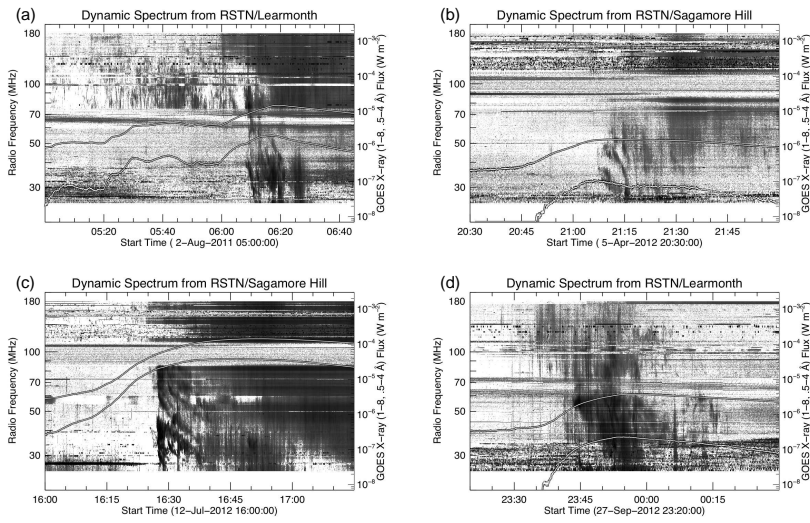 (a) Dynamic Spectrum from RSTN/Learmonth
180
100
70
50
30
Radio Frequency (MHz)
10⁻³
10⁻⁴
10⁻⁵
10⁻⁶
10⁻⁷
10⁻⁸
GOES X-ray (1-8, .5-4 Å) Flux (W m⁻²)
05:20 05:40 06:00 06:20 06:40
Start Time ( 2-Aug-2011 05:00:00)
(b) Dynamic Spectrum from RSTN/Sagamore Hill
180
100
70
50
30
Radio Frequency (MHz)
10⁻³
10⁻⁴
10⁻⁵
10⁻⁶
10⁻⁷
10⁻⁸
GOES X-ray (1-8, .5-4 Å) Flux (W m⁻²)
20:30 20:45 21:00 21:15 21:30 21:45
Start Time ( 5-Apr-2012 20:30:00)
(c) Dynamic Spectrum from RSTN/Sagamore Hill
180
100
70
50
30
Radio Frequency (MHz)
10⁻³
10⁻⁴
10⁻⁵
10⁻⁶
10⁻⁷
10⁻⁸
GOES X-ray (1-8, .5-4 Å) Flux (W m⁻²)
16:00 16:15 16:30 16:45 17:00
Start Time (12-Jul-2012 16:00:00)
(d) Dynamic Spectrum from RSTN/Learmonth
180
100
70
50
30
Radio Frequency (MHz)
10⁻³
10⁻⁴
10⁻⁵
10⁻⁶
10⁻⁷
10⁻⁸
GOES X-ray (1-8, .5-4 Å) Flux (W m⁻²)
23:30 23:45 00:00 00:15
Start Time (27-Sep-2012 23:20:00)